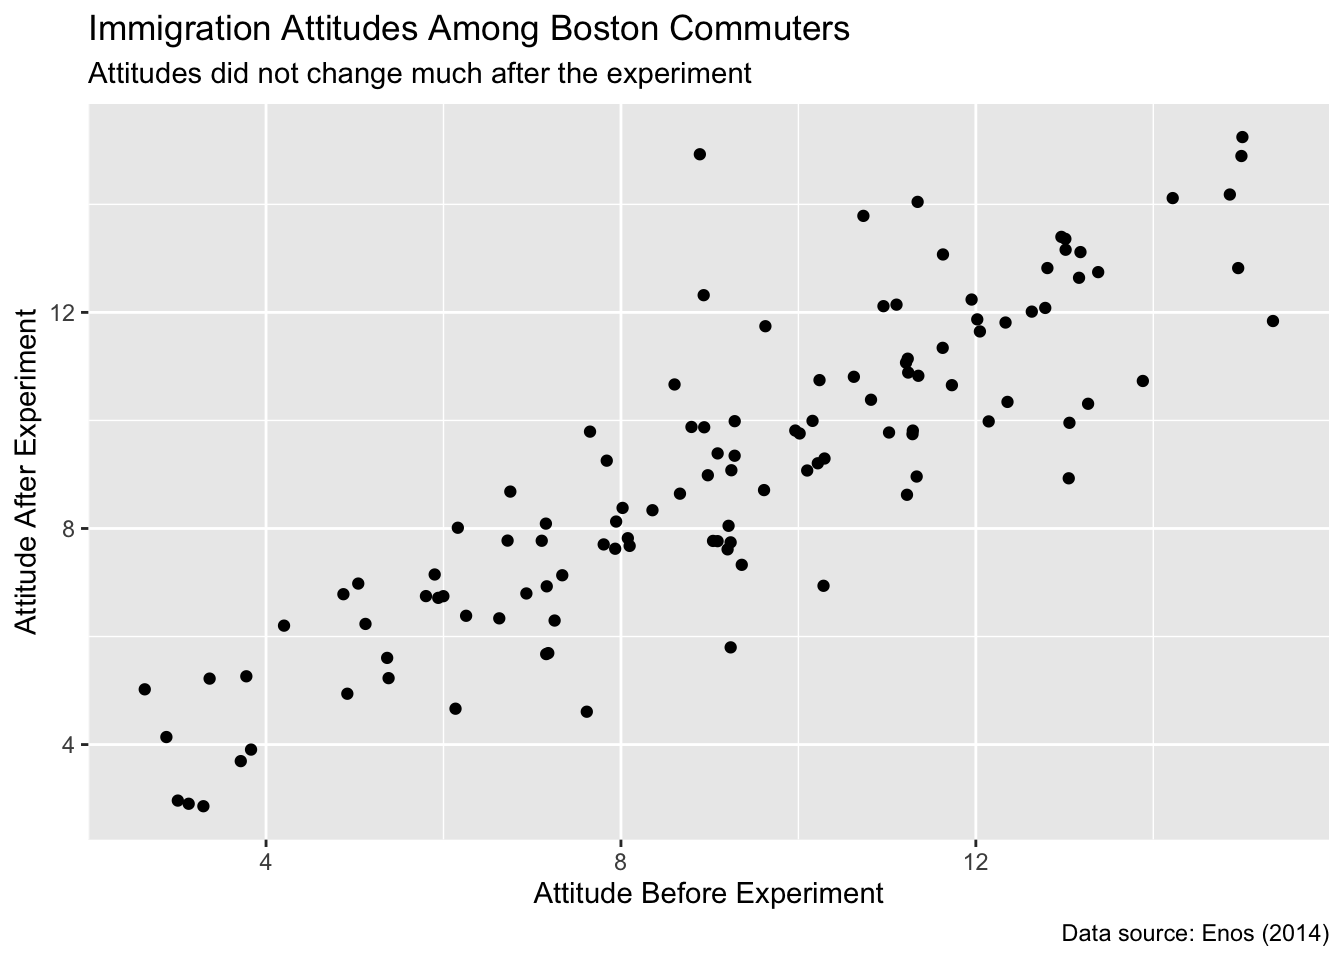 Immigration Attitudes Among Boston Commuters
Attitudes did not change much after the experiment
Attitude After Experiment
12
8
4
4
8
12
Attitude Before Experiment
Data source: Enos (2014)